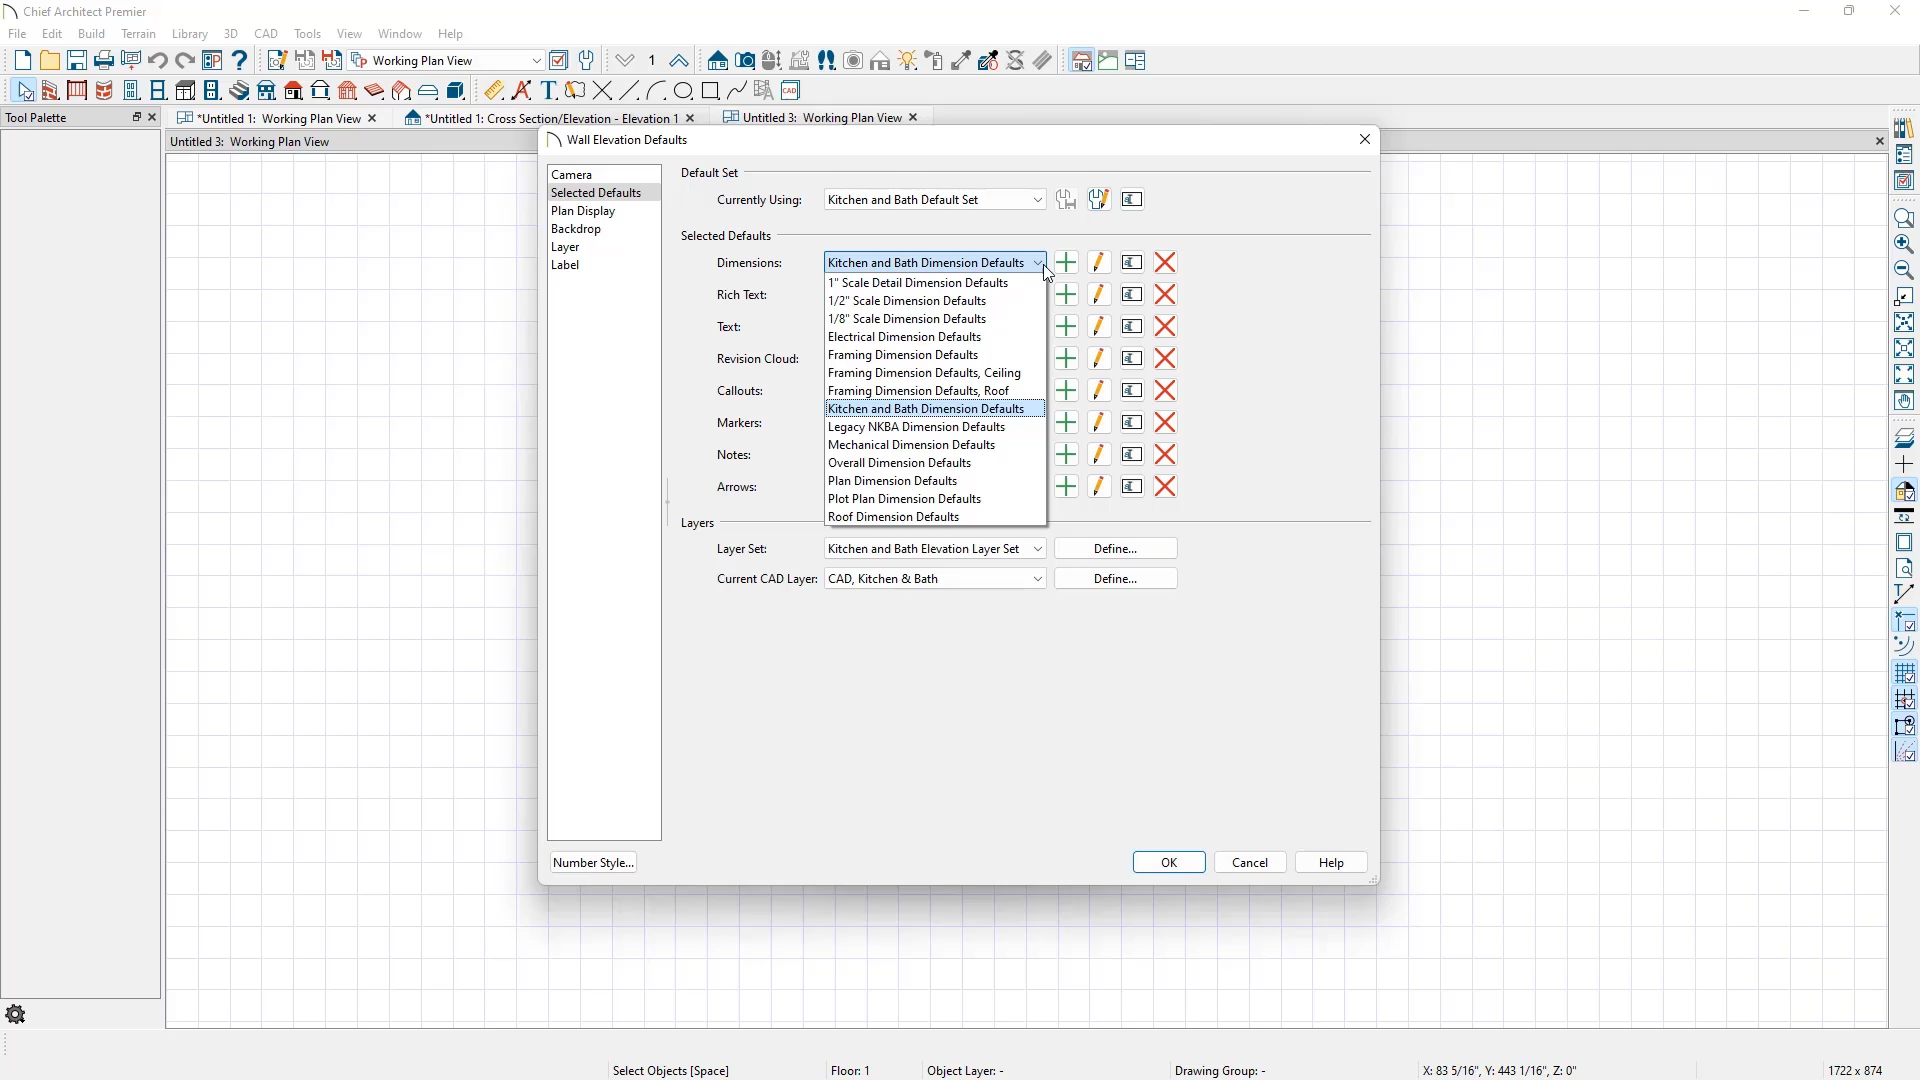 Chief Architect Premier
File Edit Build Terrain Library 3D CAD Tools View Window Help
Working Plan View 1
Tool Palette
*Untitled 1: Working Plan View *Untitled 1: Cross Section/Elevation - Elevation 1 Untitled 3: Working Plan View
Untitled 3: Working Plan View
Wall Elevation Defaults
Camera
Selected Defaults
Plan Display
Backdrop
Layer
Label
Default Set
Currently Using: Kitchen and Bath Default Set
Selected Defaults
Dimensions: Kitchen and Bath Dimension Defaults
Rich Text:
Text:
Revision Cloud:
Callouts:
Markers:
Notes:
Arrows:
1" Scale Detail Dimension Defaults
1/2" Scale Dimension Defaults
1/8" Scale Dimension Defaults
Electrical Dimension Defaults
Framing Dimension Defaults
Framing Dimension Defaults, Ceiling
Framing Dimension Defaults, Roof
Kitchen and Bath Dimension Defaults
Legacy NKBA Dimension Defaults
Mechanical Dimension Defaults
Overall Dimension Defaults
Plan Dimension Defaults
Plot Plan Dimension Defaults
Roof Dimension Defaults
Layers
Layer Set: Kitchen and Bath Elevation Layer Set Define...
Current CAD Layer: CAD, Kitchen & Bath Define...
Number Style... OK Cancel Help
Select Objects [Space] Floor: 1 Object Layer: - Drawing Group: - X: 83 5/16", Y: 443 1/16", Z: 0" 1722 x 874